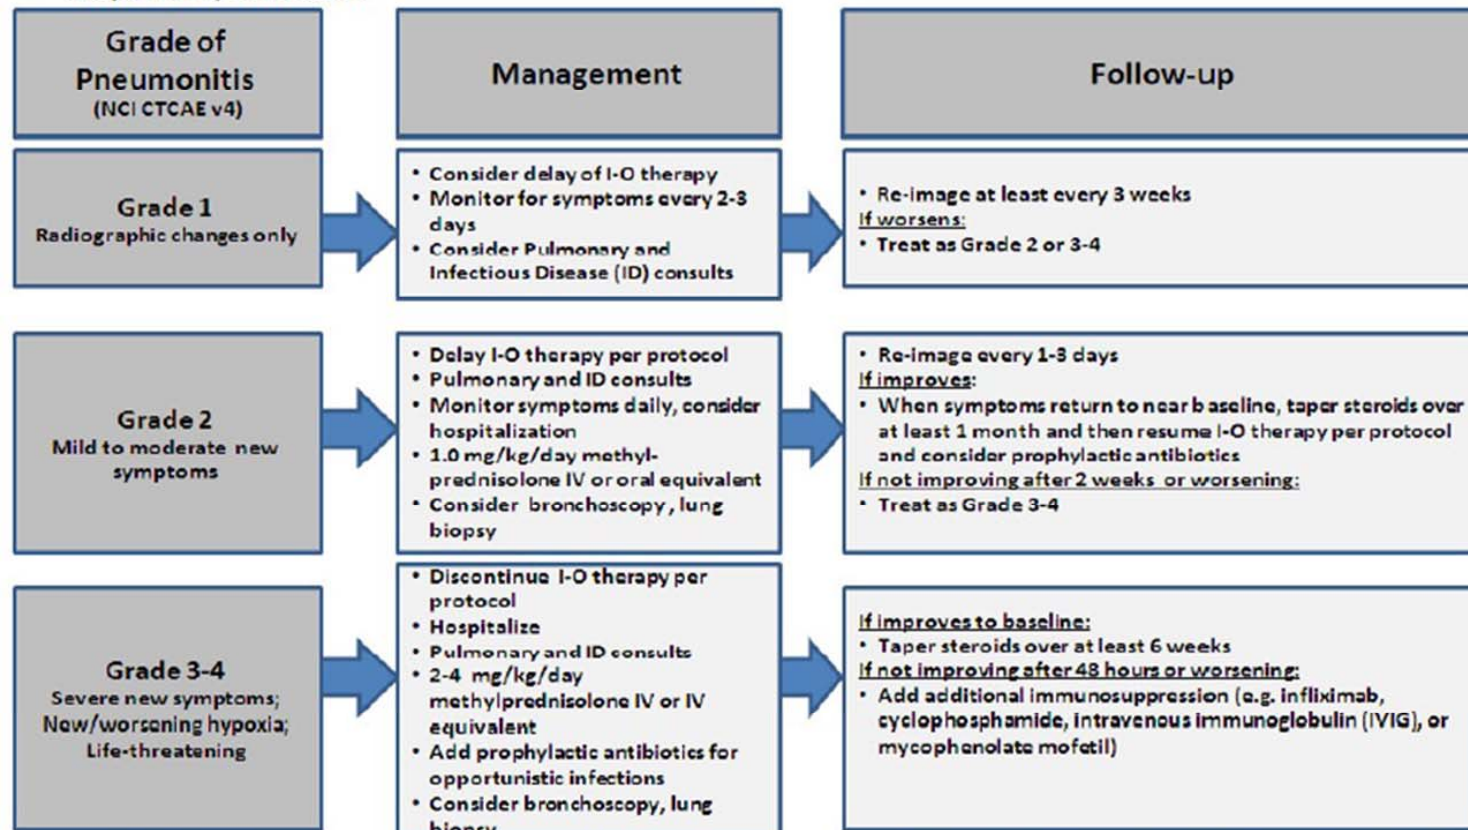 Grade of
Pneumonitis
(NCI CTCAE v4)
Management
Follow-up
Grade 1
Radiographic changes only
• Consider delay of I-O therapy
• Monitor for symptoms every 2-3
days
• Consider Pulmonary and
Infectious Disease (ID) consults
• Re-image at least every 3 weeks
If worsens:
• Treat as Grade 2 or 3-4
Grade 2
Mild to moderate new
symptoms
• Delay I-O therapy per protocol
• Pulmonary and ID consults
• Monitor symptoms daily, consider
hospitalization
• 1.0 mg/kg/day methyl-
prednisolone IV or oral equivalent
• Consider bronchoscopy, lung
biopsy
• Re-image every 1-3 days
If improves:
• When symptoms return to near baseline, taper steroids over
at least 1 month and then resume I-O therapy per protocol
and consider prophylactic antibiotics
If not improving after 2 weeks or worsening:
• Treat as Grade 3-4
Grade 3-4
Severe new symptoms;
New/worsening hypoxia;
Life-threatening
• Discontinue I-O therapy per
protocol
• Hospitalize
• Pulmonary and ID consults
• 2-4 mg/kg/day
methylprednisolone IV or IV
equivalent
• Add prophylactic antibiotics for
opportunistic infections
• Consider bronchoscopy, lung
biopsy
If improves to baseline:
• Taper steroids over at least 6 weeks
If not improving after 48 hours or worsening:
• Add additional immunosuppression (e.g. infliximab,
cyclophosphamide, intravenous immunoglobulin (IVIG), or
mycophenolate mofetil)